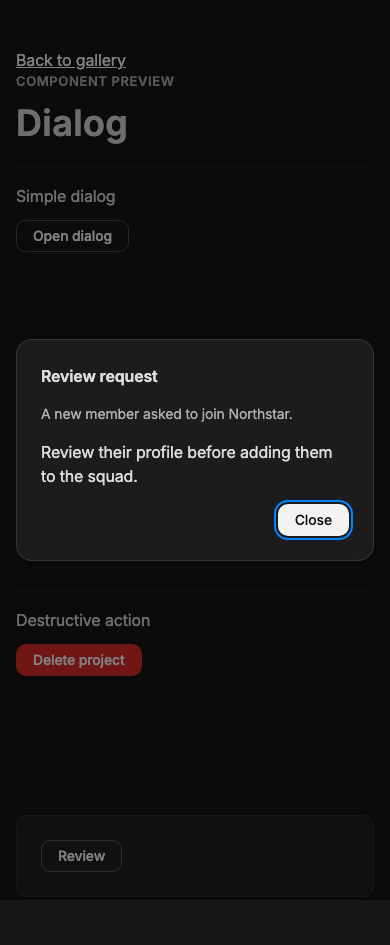 Back to gallery
COMPONENT PREVIEW
Dialog
Simple dialog
Open dialog
Review request
A new member asked to join Northstar.
Review their profile before adding them
to the squad.
Close
Destructive action
Delete project
Review